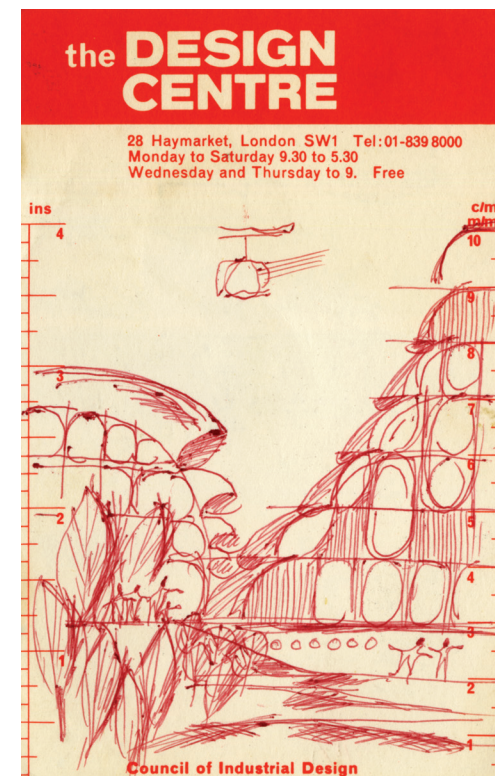 the DESIGN
CENTRE
28 Haymarket, London SW1 Tel:01-839 8000
Monday to Saturday 9.30 to 5.30
Wednesday and Thursday to 9. Free
ins
c/m
m/m
4
10
9
3
8
7
6
2
5
4
3
1
2
1
Council of Industrial Design